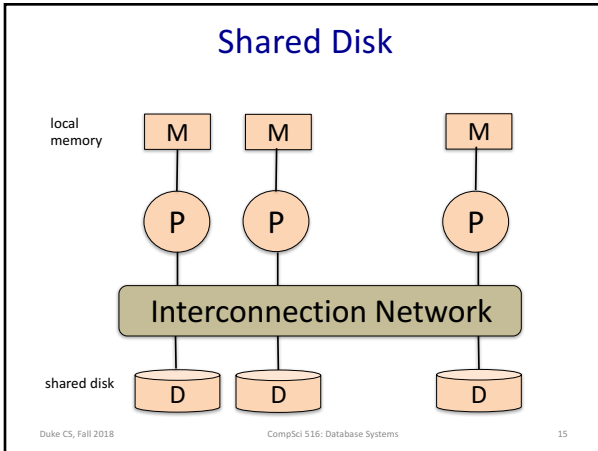 Shared Disk
local
memory
M M M
P P P
Interconnection Network
shared disk
D D D
Duke CS, Fall 2018 CompSci 516: Database Systems 15